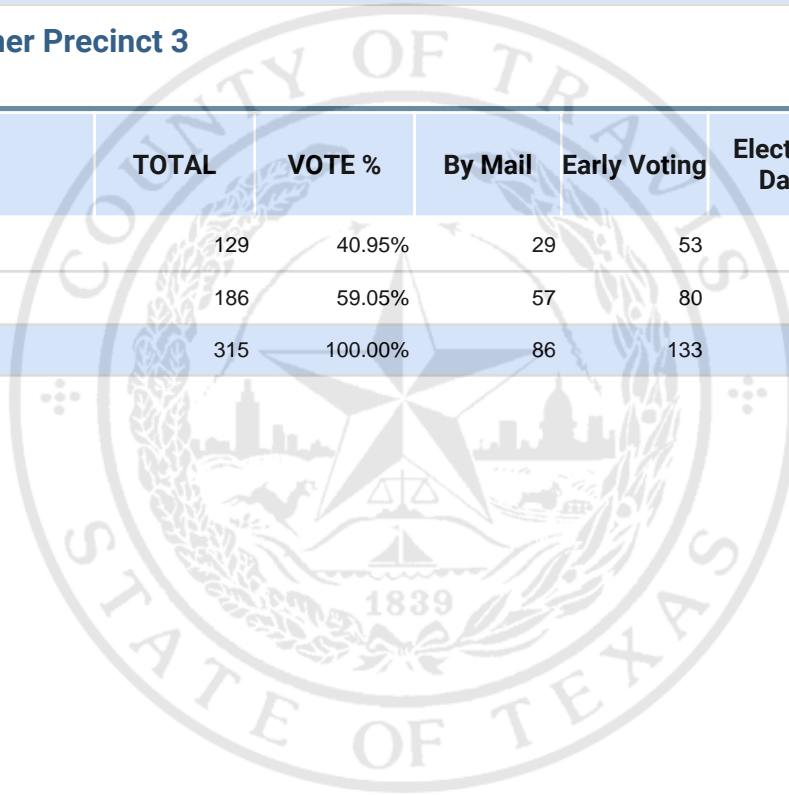 ner Precinct 3
TOTAL VOTE % By Mail Early Voting Elect
Da
129 40.95% 29 53
186 59.05% 57 80
315 100.00% 86 133
COUNTY OF TRAVIS
1839
STATE OF TEXAS